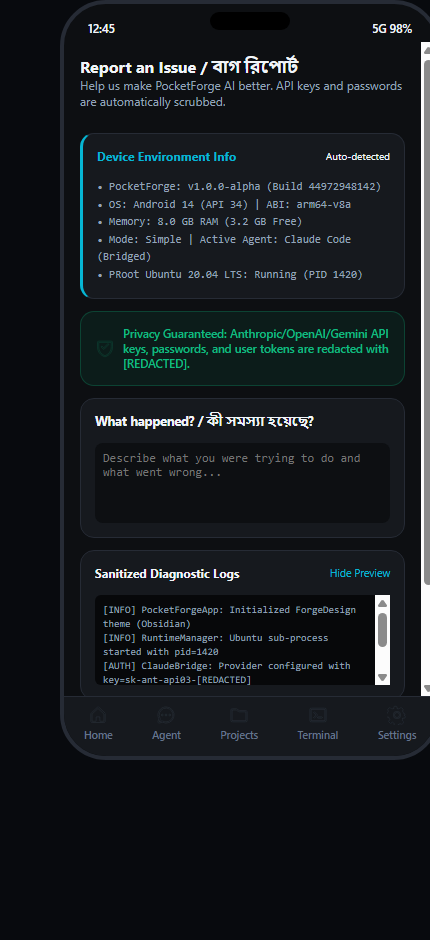 12:45
5G 98%
Report an Issue / বাগ রিপোর্ট
Help us make PocketForge AI better. API keys and passwords
are automatically scrubbed.
Device Environment Info
Auto-detected
• PocketForge: v1.0.0-alpha (Build 44972948142)
• OS: Android 14 (API 34) | ABI: arm64-v8a
• Memory: 8.0 GB RAM (3.2 GB Free)
• Mode: Simple | Active Agent: Claude Code
(Bridged)
• PRoot Ubuntu 20.04 LTS: Running (PID 1420)
Privacy Guaranteed: Anthropic/OpenAI/Gemini API
keys, passwords, and user tokens are redacted with
[REDACTED].
What happened? / কী সমস্যা হয়েছে?
Describe what you were trying to do and
what went wrong...
Sanitized Diagnostic Logs
Hide Preview
[INFO] PocketForgeApp: Initialized ForgeDesign
theme (Obsidian)
[INFO] RuntimeManager: Ubuntu sub-process
started with pid=1420
[AUTH] ClaudeBridge: Provider configured with
key=sk-ant-api03-[REDACTED]
Home
Agent
Projects
Terminal
Settings